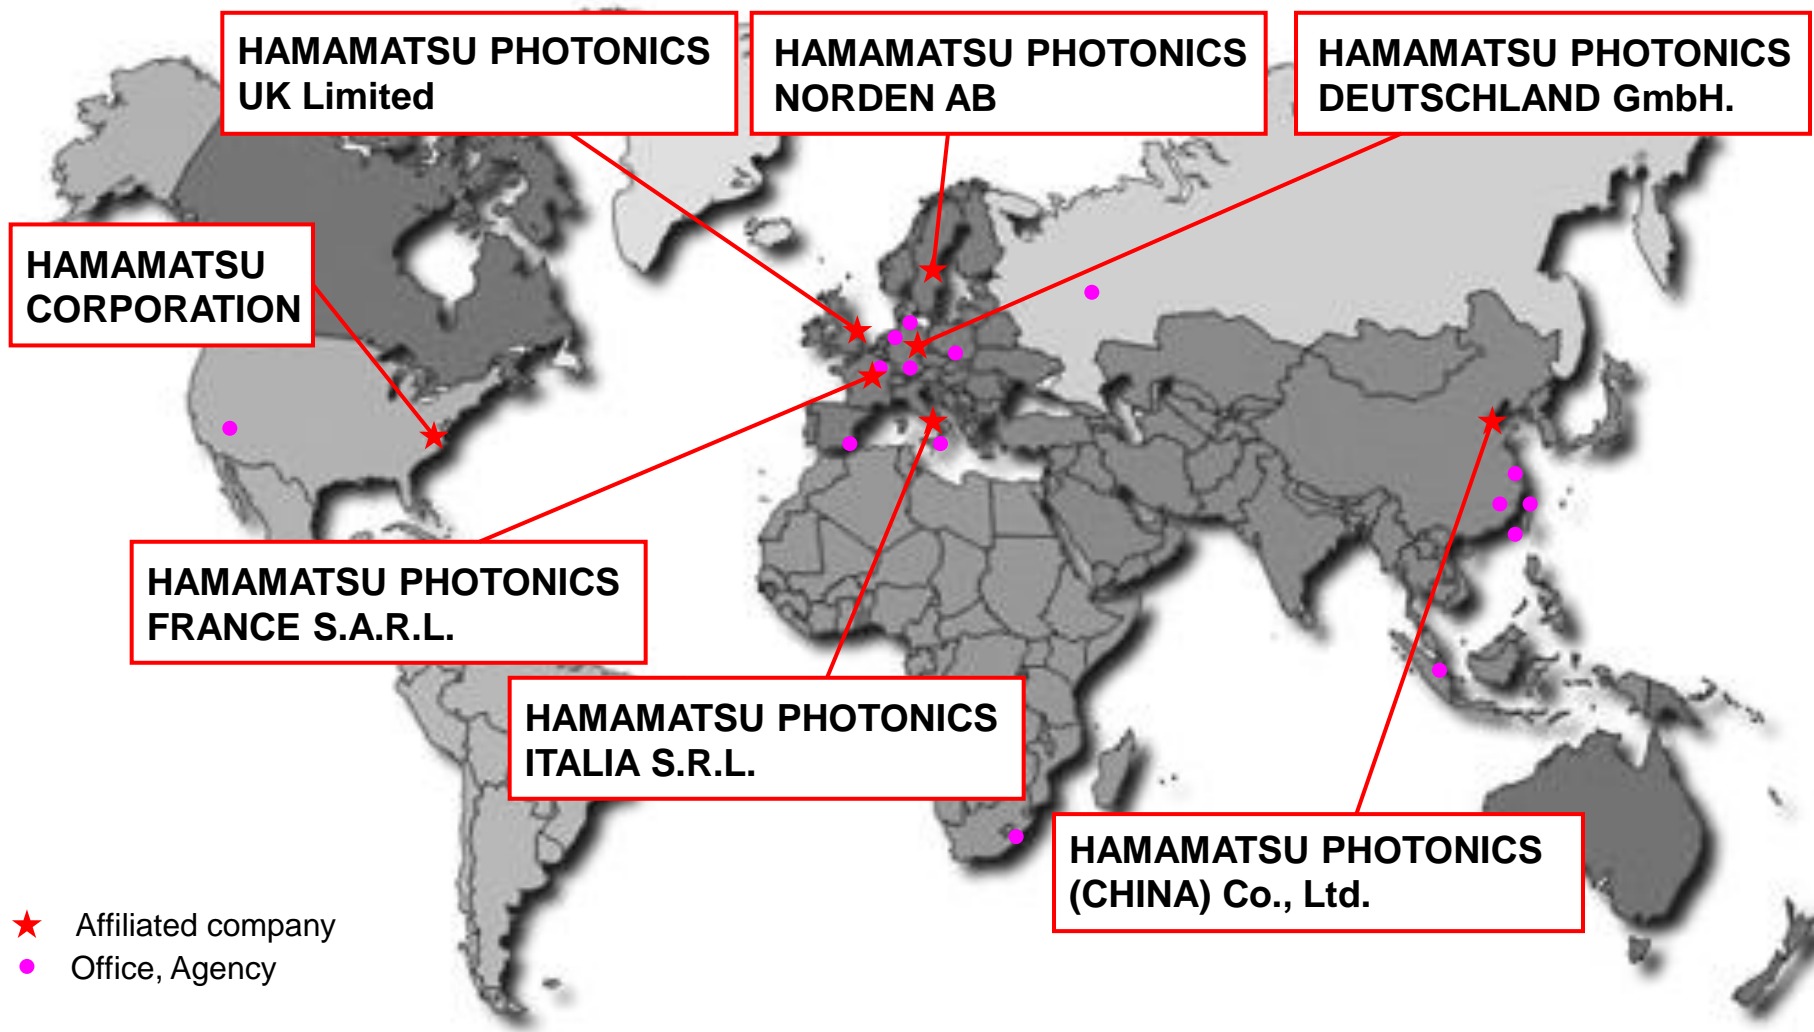 HAMAMATSU PHOTONICS
UK Limited
HAMAMATSU PHOTONICS
NORDEN AB
HAMAMATSU PHOTONICS
DEUTSCHLAND GmbH.
HAMAMATSU
CORPORATION
HAMAMATSU PHOTONICS
FRANCE S.A.R.L.
HAMAMATSU PHOTONICS
ITALIA S.R.L.
HAMAMATSU PHOTONICS
(CHINA) Co., Ltd.
Affiliated company
Office, Agency